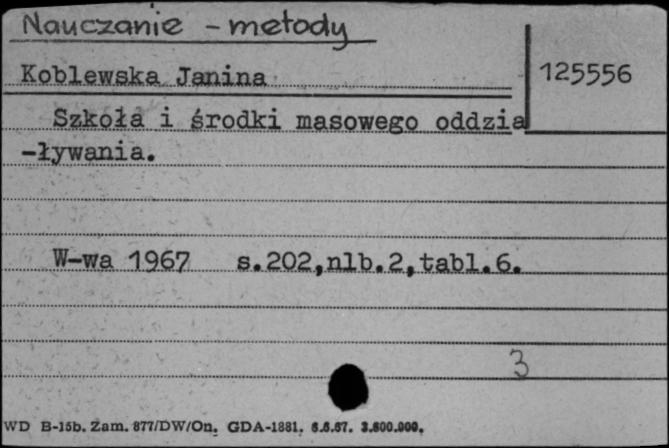 Nauczanie - metody
Koblewska Janina
125556
Szkoła i środki masowego oddzia
-ływania.
W-wa 1967 s.202,nlb.2,tabl.6.
3
WD B-15b. Zam. 877/DW/On. GDA-1881. 6.6.67. 3.800.000.